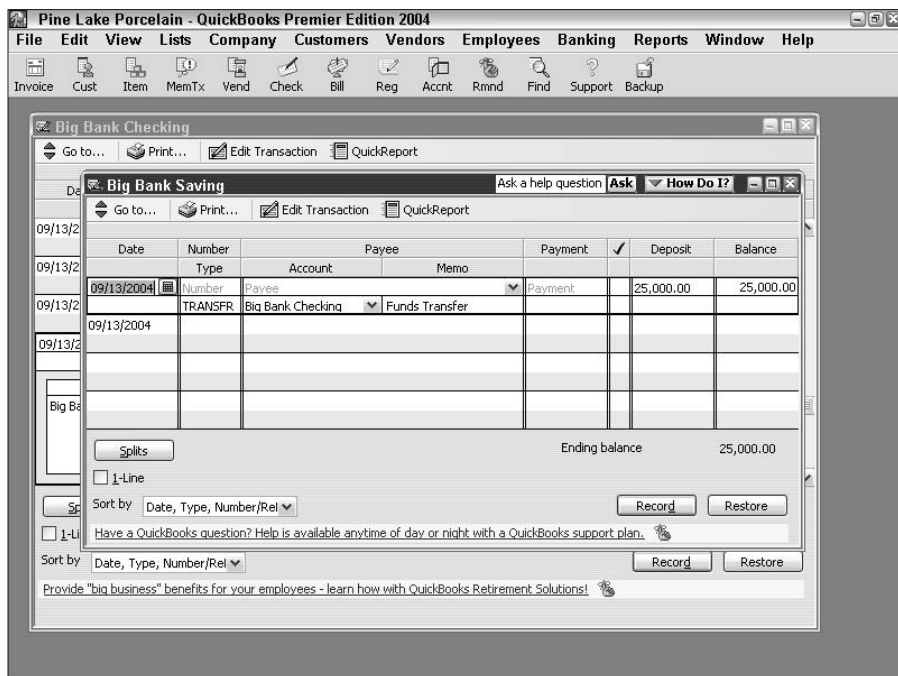 Pine Lake Porcelain - QuickBooks Premier Edition 2004
File Edit View Lists Company Customers Vendors Employees Banking Reports Window Help
Invoice Cust Item MemTx Vend Check Bill Reg Accnt Rmnd Find Support Backup
Big Bank Checking
Go to... Print... Edit Transaction QuickReport
Da
09/13/2
09/13/2
09/13/2
09/13/2
Big Ba
Sp
1-Li
Big Bank Saving Ask a help question Ask How Do I?
Go to... Print... Edit Transaction QuickReport
Date Number Payee Payment ✓ Deposit Balance
Type Account Memo
09/13/2004 Number Payee Payment 25,000.00 25,000.00
TRANSFR Big Bank Checking Funds Transfer
09/13/2004
Splits Ending balance 25,000.00
1-Line
Sort by Date, Type, Number/Rel Record Restore
Have a QuickBooks question? Help is available anytime of day or night with a QuickBooks support plan.
Sort by Date, Type, Number/Rel Record Restore
Provide "big business" benefits for your employees - learn how with QuickBooks Retirement Solutions!